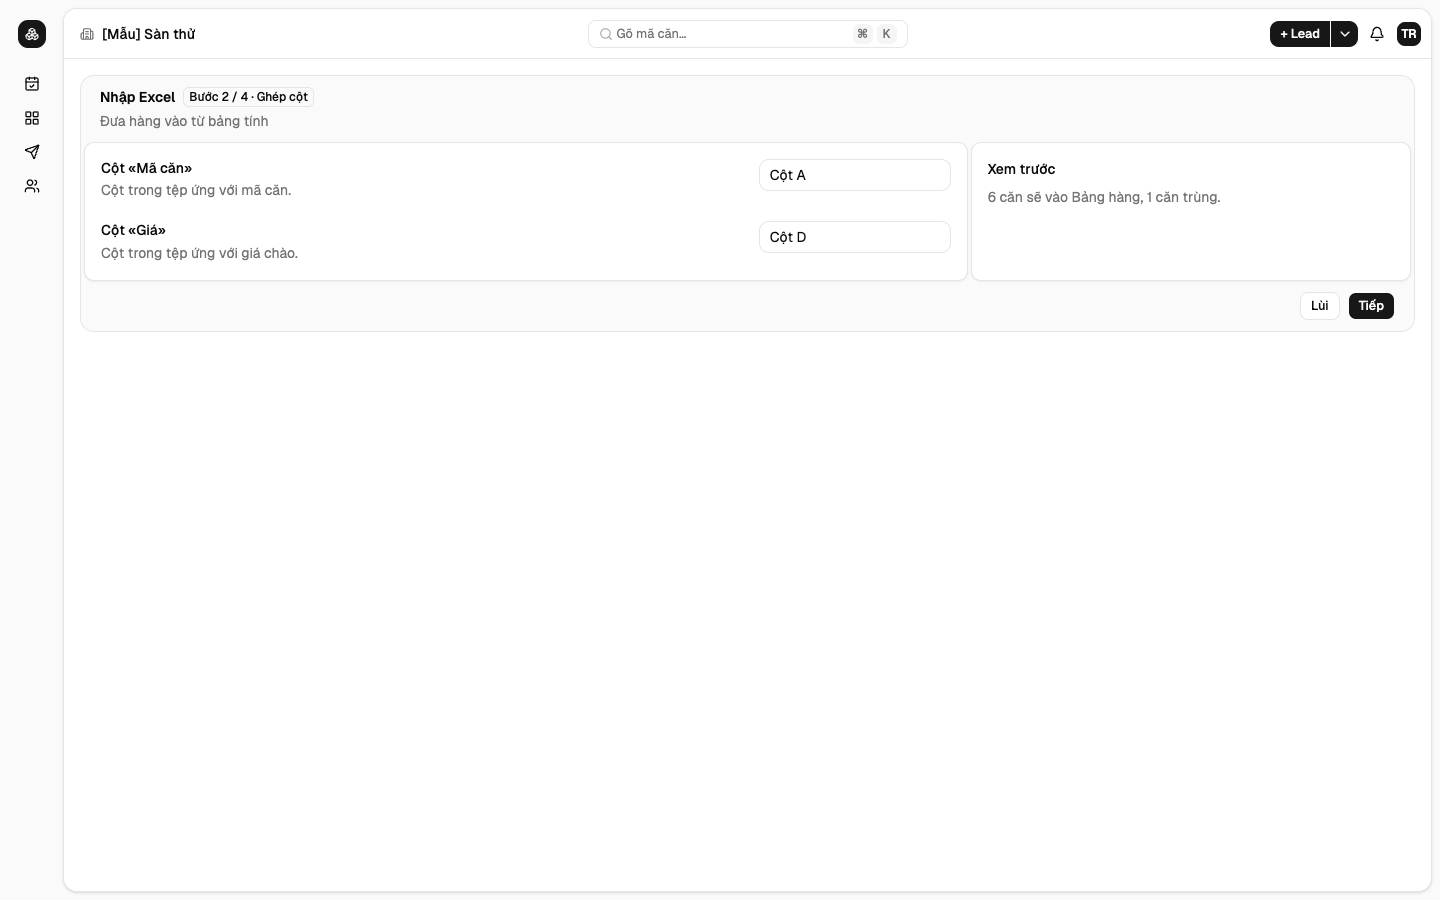 [Mẫu] Sàn thử
Gõ mã căn...
⌘ K
+ Lead
TR
Nhập Excel
Bước 2 / 4 · Ghép cột
Đưa hàng vào từ bảng tính
Cột «Mã căn»
Cột trong tệp ứng với mã căn.
Cột A
Cột «Giá»
Cột trong tệp ứng với giá chào.
Cột D
Xem trước
6 căn sẽ vào Bảng hàng, 1 căn trùng.
Lùi
Tiếp